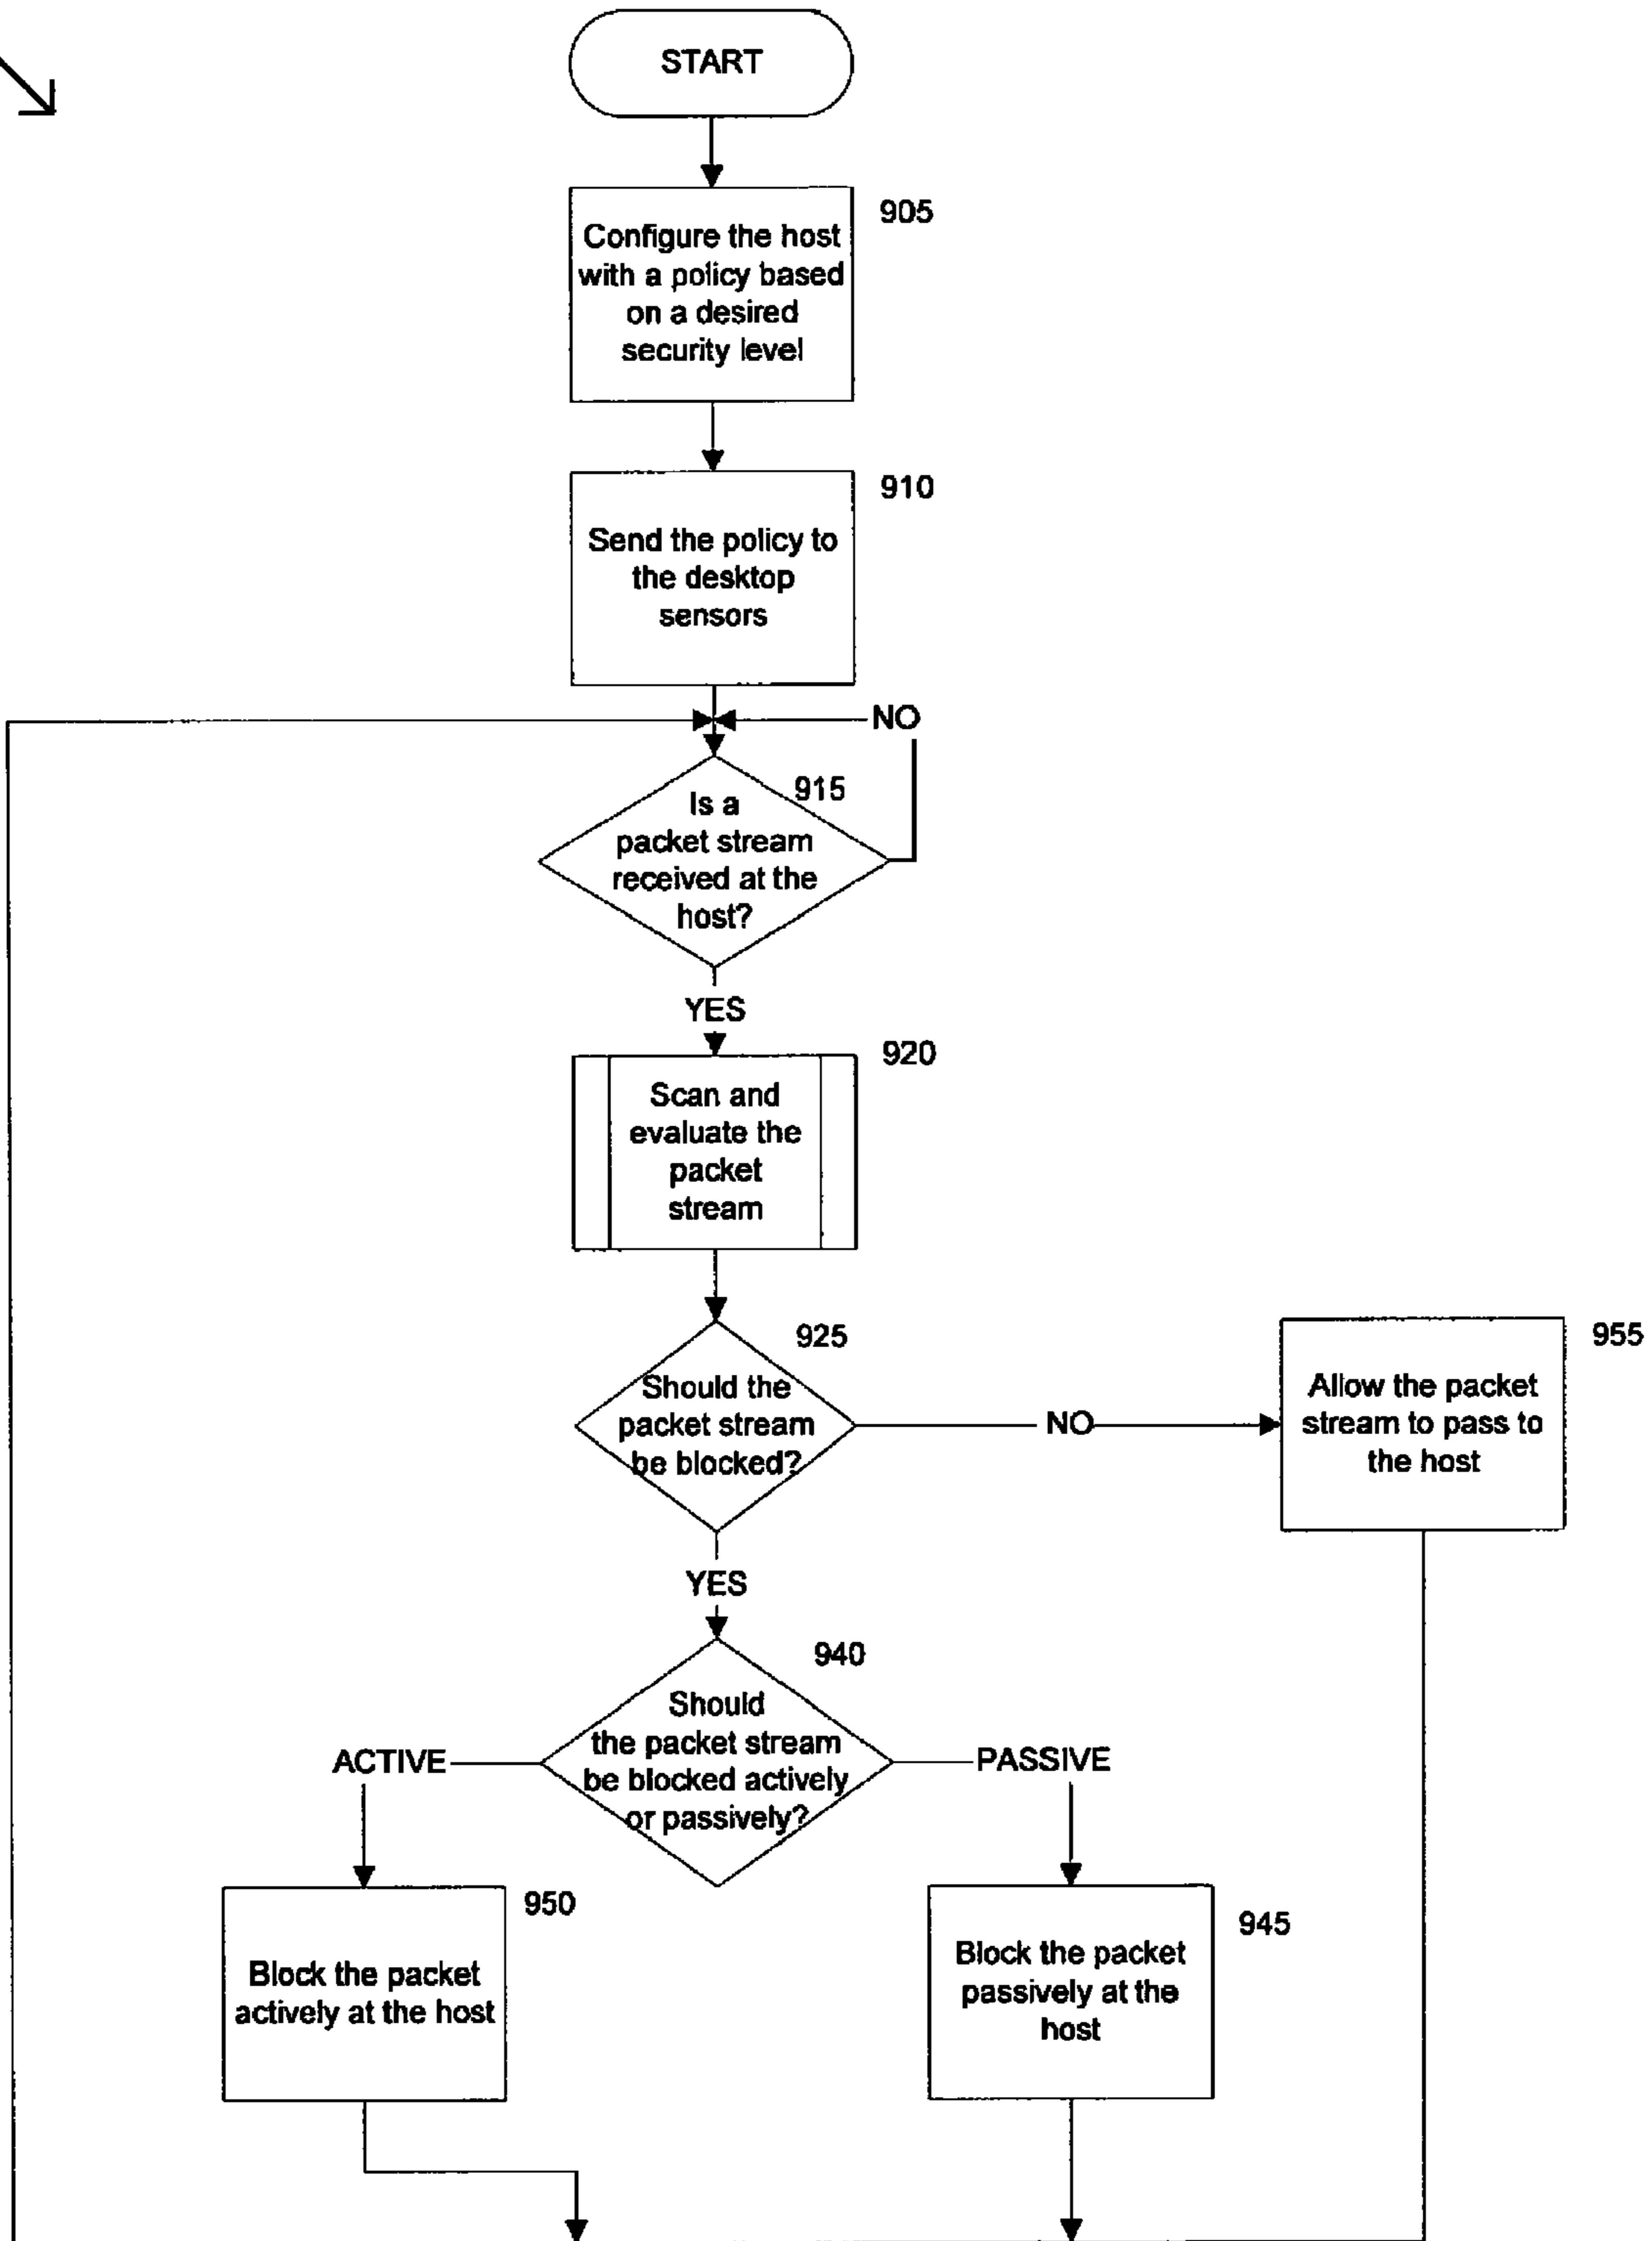 START
905
Configure the host
with a policy based
on a desired
security level
910
Send the policy to
the desktop
sensors
NO
915
Is a
packet stream
received at the
host?
YES
920
Scan and
evaluate the
packet
stream
925
Should the
packet stream
be blocked?
NO
955
Allow the packet
stream to pass to
the host
YES
940
Should
the packet stream
be blocked actively
or passively?
ACTIVE
PASSIVE
950
Block the packet
actively at the host
945
Block the packet
passively at the
host